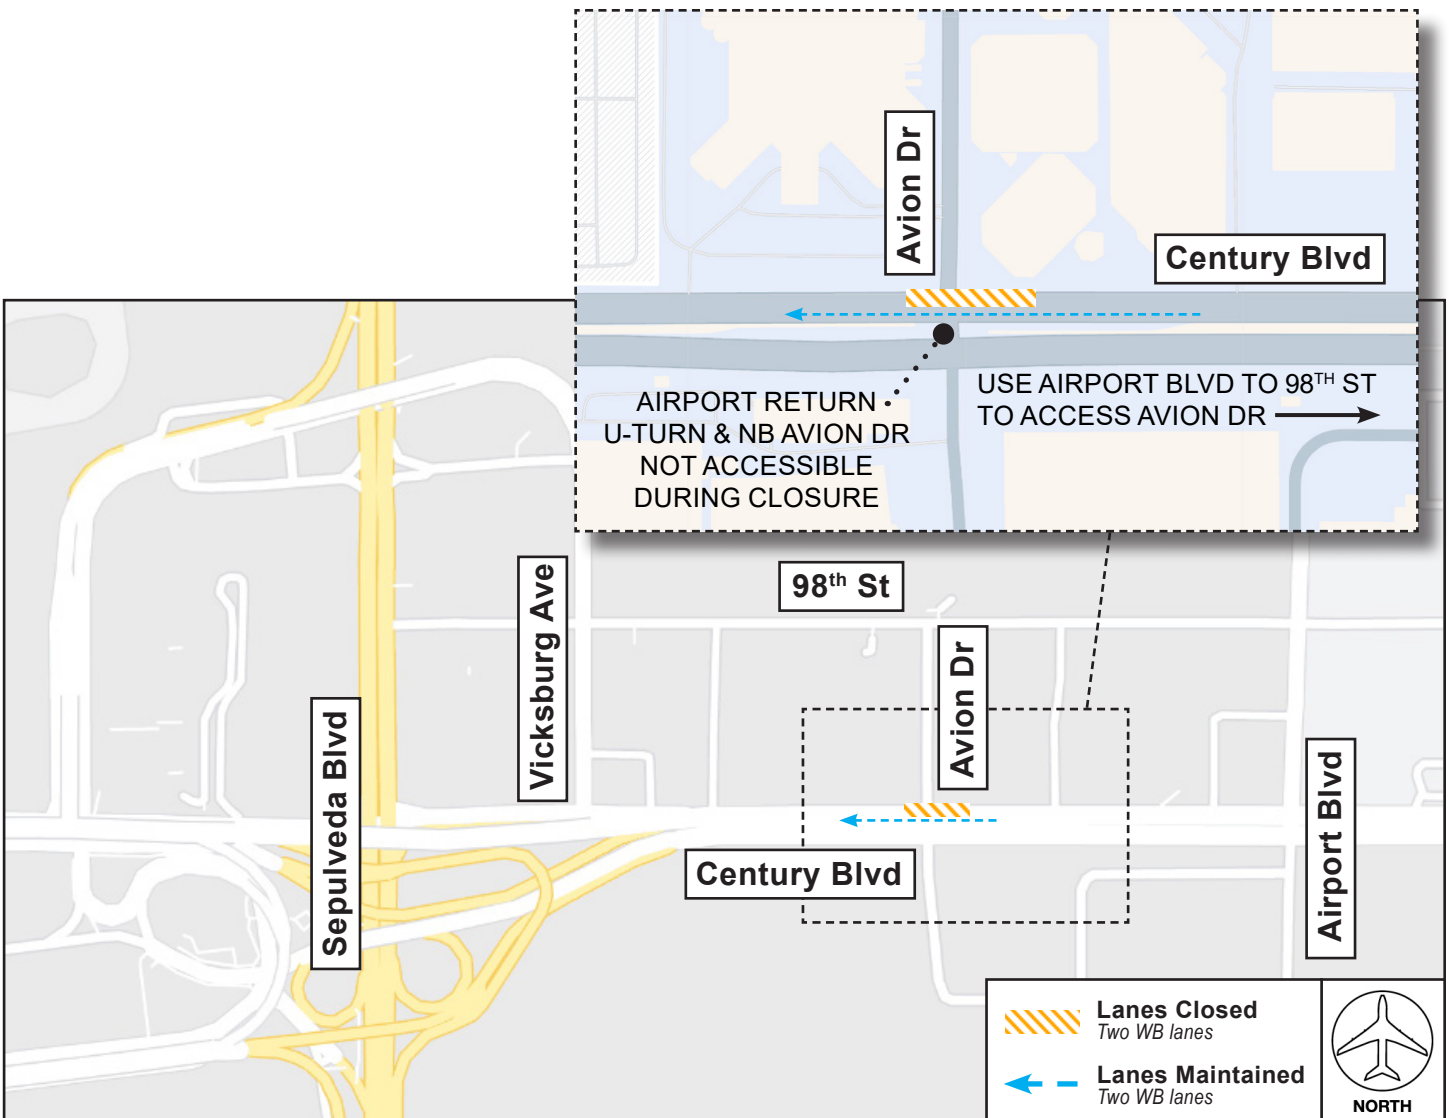 Avion Dr
Century Blvd
AIRPORT RETURN
U-TURN & NB AVION DR
NOT ACCESSIBLE
DURING CLOSURE
USE AIRPORT BLVD TO 98TH ST
TO ACCESS AVION DR
98th St
Vicksburg Ave
Avion Dr
Sepulveda Blvd
Airport Blvd
Century Blvd
Lanes Closed
Two WB lanes
Lanes Maintained
Two WB lanes
NORTH